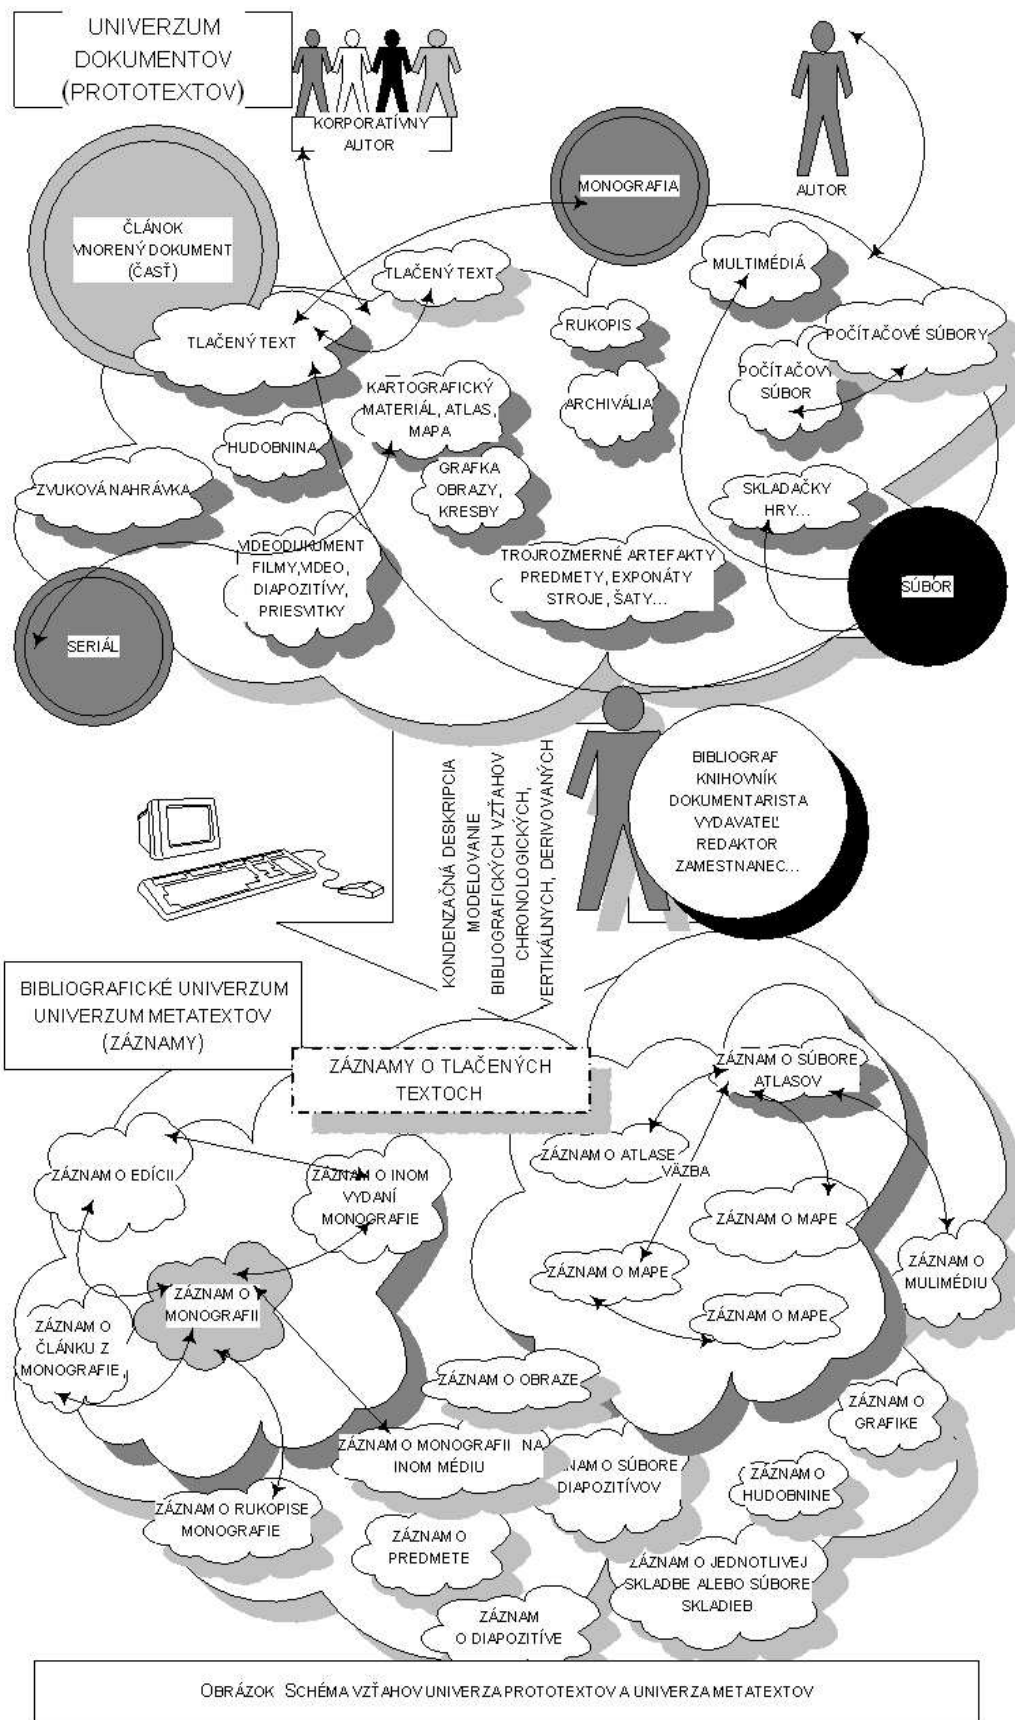 UNIVERZUM
DOKUMENTOV
(PROTOTEXTOV)
KORPORATÍVNY
AUTOR
AUTOR
MONOGRAFIA
ČLÁNOK
VNORENÝ DOKUMENT
(ČASŤ)
TLAČENÝ TEXT
MULTIMÉDIÁ
TLAČENÝ TEXT
RUKOPIS
POČÍTAČOVÉ SÚBORY
POČÍTAČOVÝ
SÚBOR
KARTOGRAFICKÝ
MATERIÁL, ATLAS,
MAPA
ARCHIVÁLIA
HUDOBNINA
GRAFKA
OBRAZY,
KRESBY
ZVUKOVÁ NAHRÁVKA
SKLADAČKY
HRY...
VIDEODUKUMENT
FILMY,VIDEO,
DIAPOZITÍVY,
PRIESVITKY
TROJROZMERNÉ ARTEFAKTY
PREDMETY, EXPONÁTY
STROJE, ŠATY...
SÚBOR
SERIÁL
BIBLIOGRAF
KNIHOVNÍK
DOKUMENTARISTA
VYDAVATEĽ
REDAKTOR
ZAMESTNANEC...
KONDENZAČNÁ DESKRIPCIA
MODELOVANIE
BIBLIOGRAFICKÝCH VZŤAHOV
CHRONOLOGICKÝCH,
VERTIKÁLNYCH, DERIVOVANÝCH
BIBLIOGRAFICKÉ UNIVERZUM
UNIVERZUM METATEXTOV
(ZÁZNAMY)
ZÁZNAMY O TLAČENÝCH
TEXTOCH
ZÁZNAM O SÚBORE
ATLASOV
ZÁZNAM O ATLASE
VÄZBA
ZÁZNAM O EDÍCII
ZÁZNAM O INOM
VYDANÍ
MONOGRAFIE
ZÁZNAM O MAPE
ZÁZNAM O MAPE
ZÁZNAM O
MULIMÉDIU
ZÁZNAM O
MONOGRAFII
ZÁZNAM O MAPE
ZÁZNAM O
ČLÁNKU Z
MONOGRAFIE,
ZÁZNAM O OBRAZE
ZÁZNAM O
GRAFIKE
ZÁZNAM O MONOGRAFII NA
INOM MÉDIU
NAM O SÚBORE
DIAPOZITÍVOV
ZÁZNAM O
HUDOBNINE
ZÁZNAM O RUKOPISE
MONOGRAFIE
ZÁZNAM O
PREDMETE
ZÁZNAM O JEDNOTLIVEJ
SKLADBE ALEBO SÚBORE
SKLADIEB
ZÁZNAM
O DIAPOZITÍVE
OBRÁZOK SCHÉMA VZŤAHOV UNIVERZA PROTOTEXTOV A UNIVERZA METATEXTOV